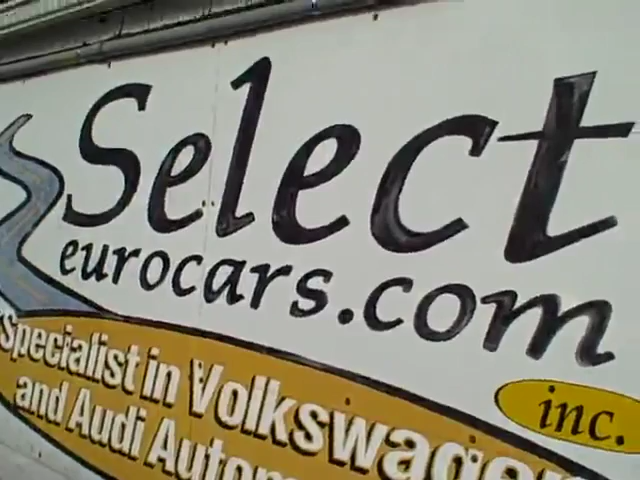 Select
eurocars.com
inc.
Specialist in Volkswagen
and Audi